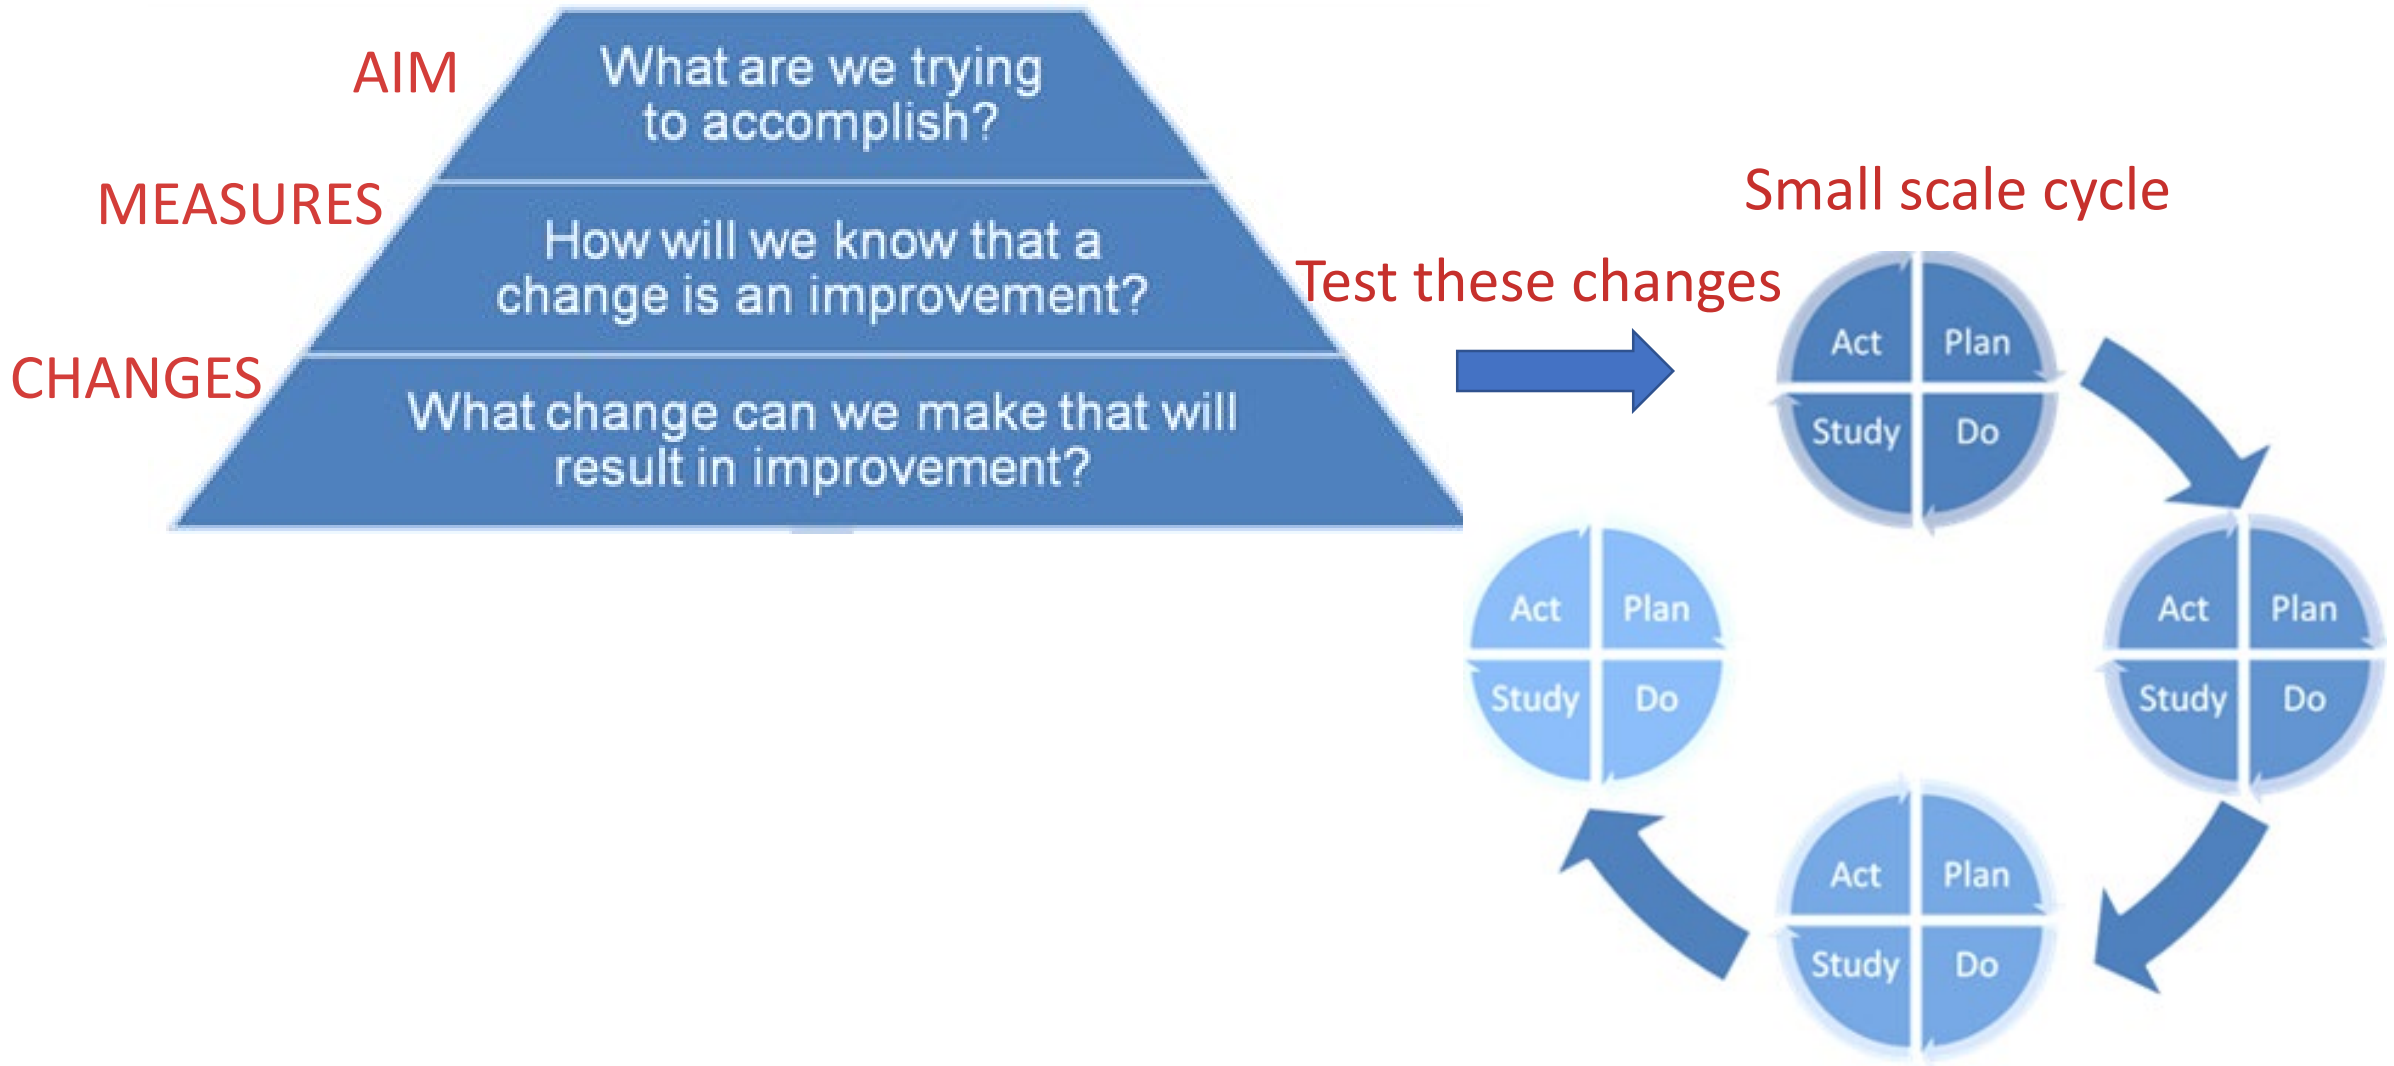 AIM
What are we trying
to accomplish?
MEASURES
How will we know that a
change is an improvement?
CHANGES
What change can we make that will
result in improvement?
Test these changes
Small scale cycle
Act
Plan
Study
Do
Act
Plan
Study
Do
Act
Plan
Study
Do
Act
Plan
Study
Do